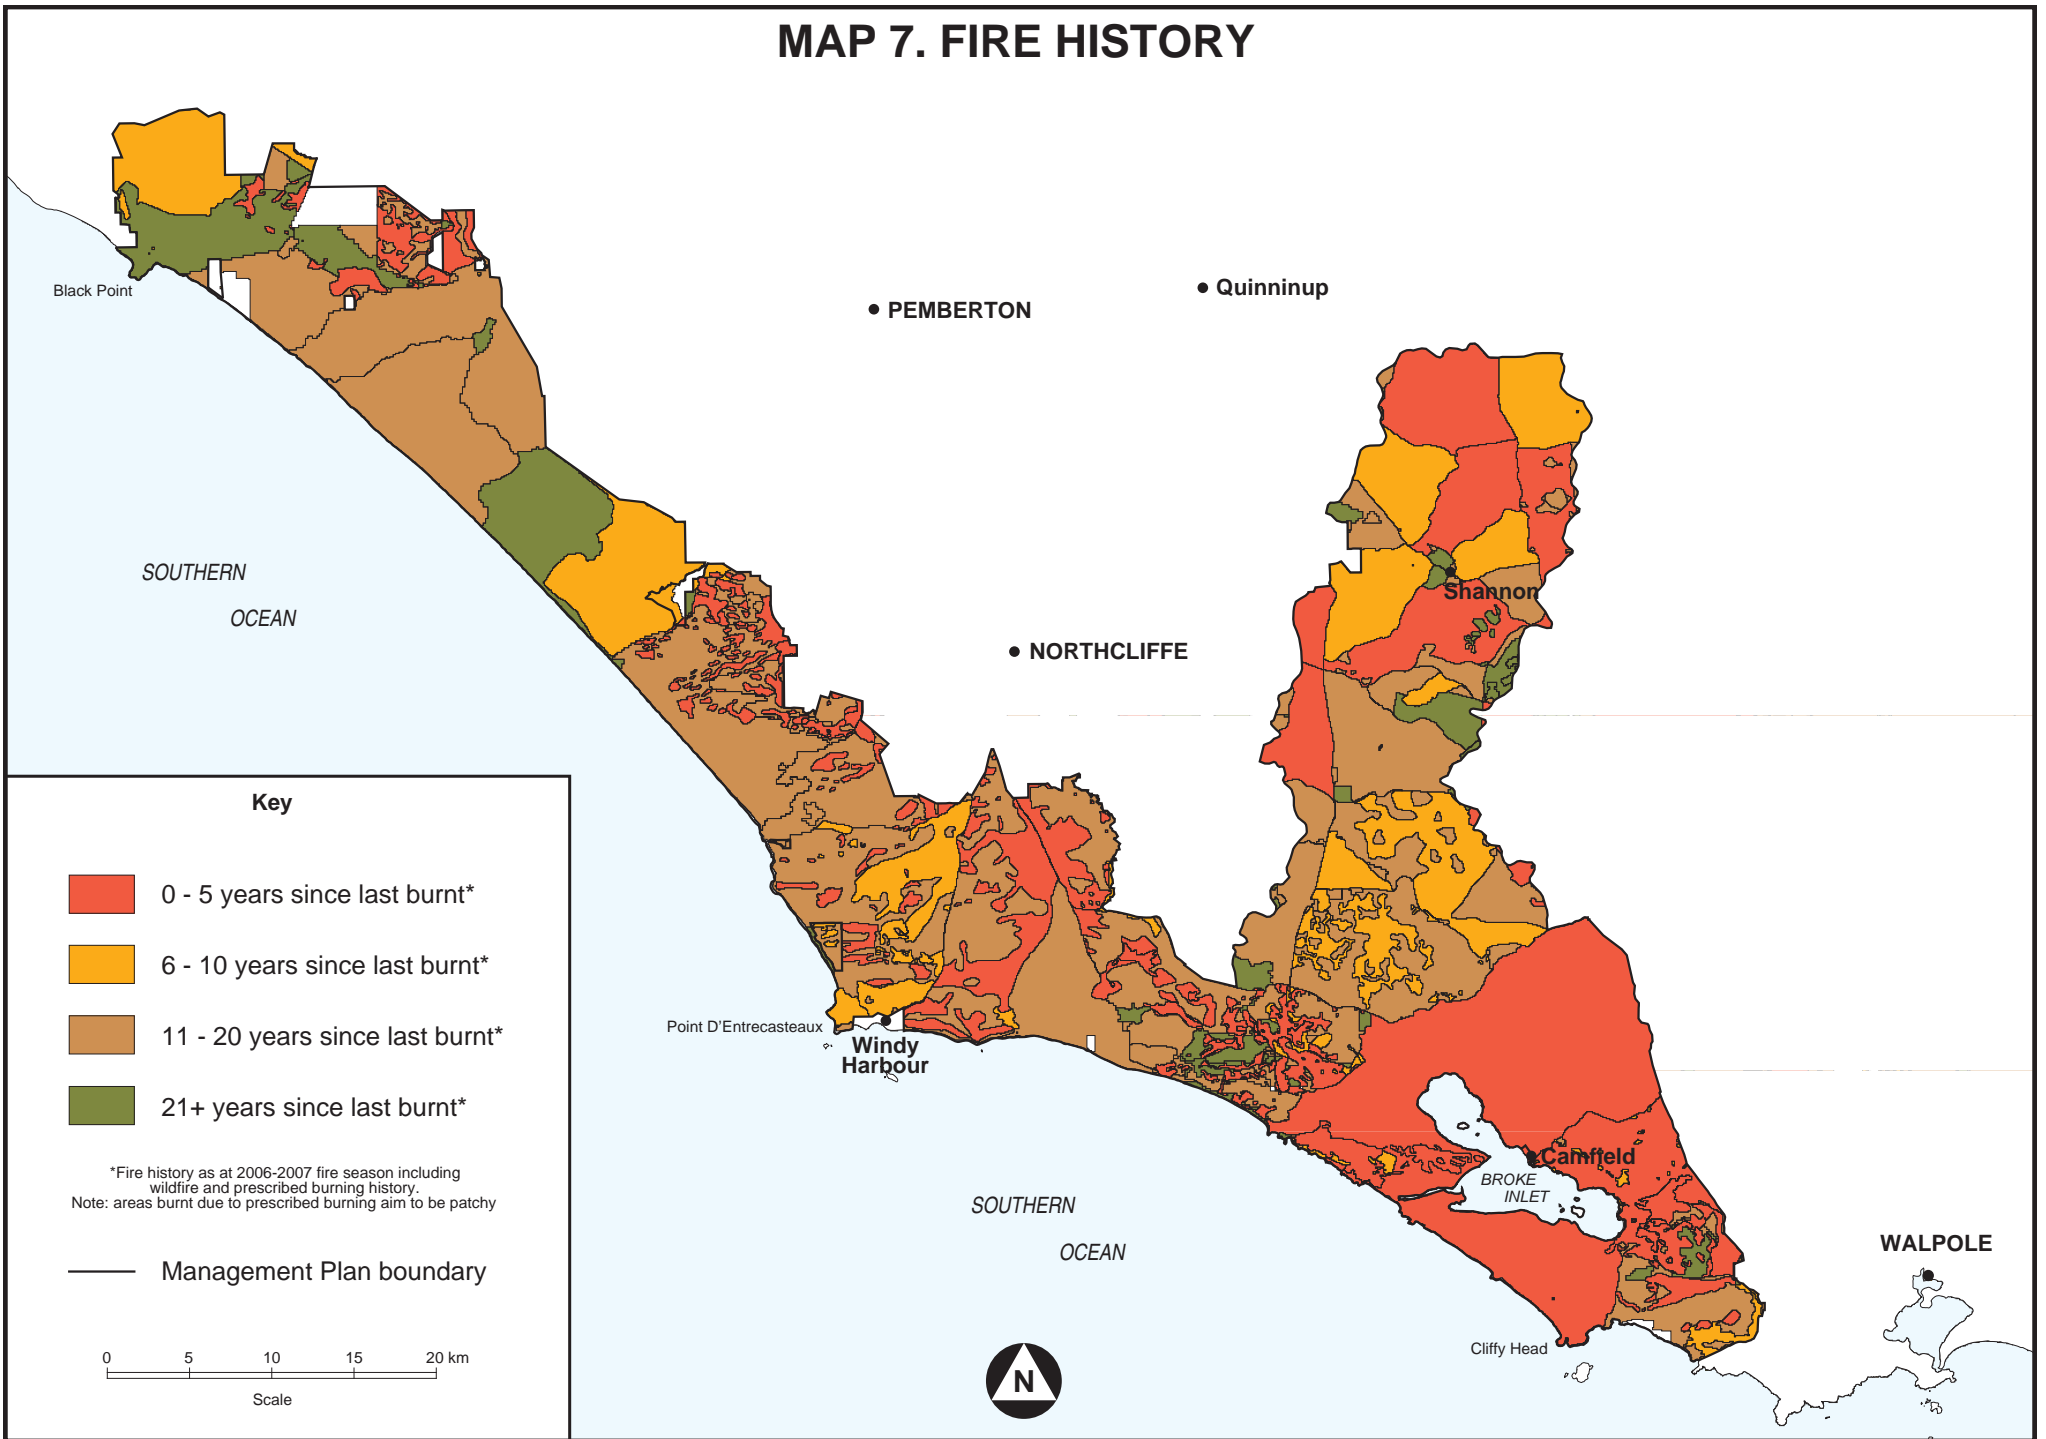 MAP 7. FIRE HISTORY
Quinninup
PEMBERTON
Black Point
SOUTHERN
OCEAN
Shannon
NORTHCLIFFE
Point D'Entrecasteaux
Windy
Harbour
Camfield
BROKE
INLET
SOUTHERN
OCEAN
WALPOLE
Cliffy Head
N
Key
0 - 5 years since last burnt*
6 - 10 years since last burnt*
11 - 20 years since last burnt*
21+ years since last burnt*
*Fire history as at 2006-2007 fire season including
wildfire and prescribed burning history.
Note: areas burnt due to prescribed burning aim to be patchy
Management Plan boundary
0 5 10 15 20 km
Scale